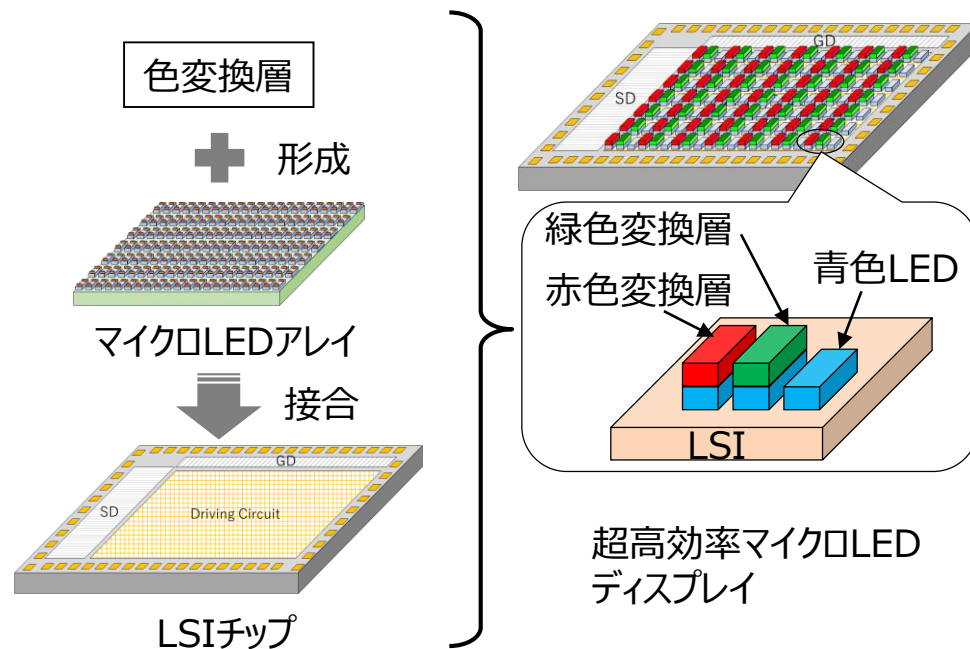 色変換層
形成
マイクロLEDアレイ
接合
GD
SD
Driving Circuit
LSIチップ
GD
SD
緑色変換層
青色LED
赤色変換層
LSI
超高効率マイクロLED
ディスプレイ